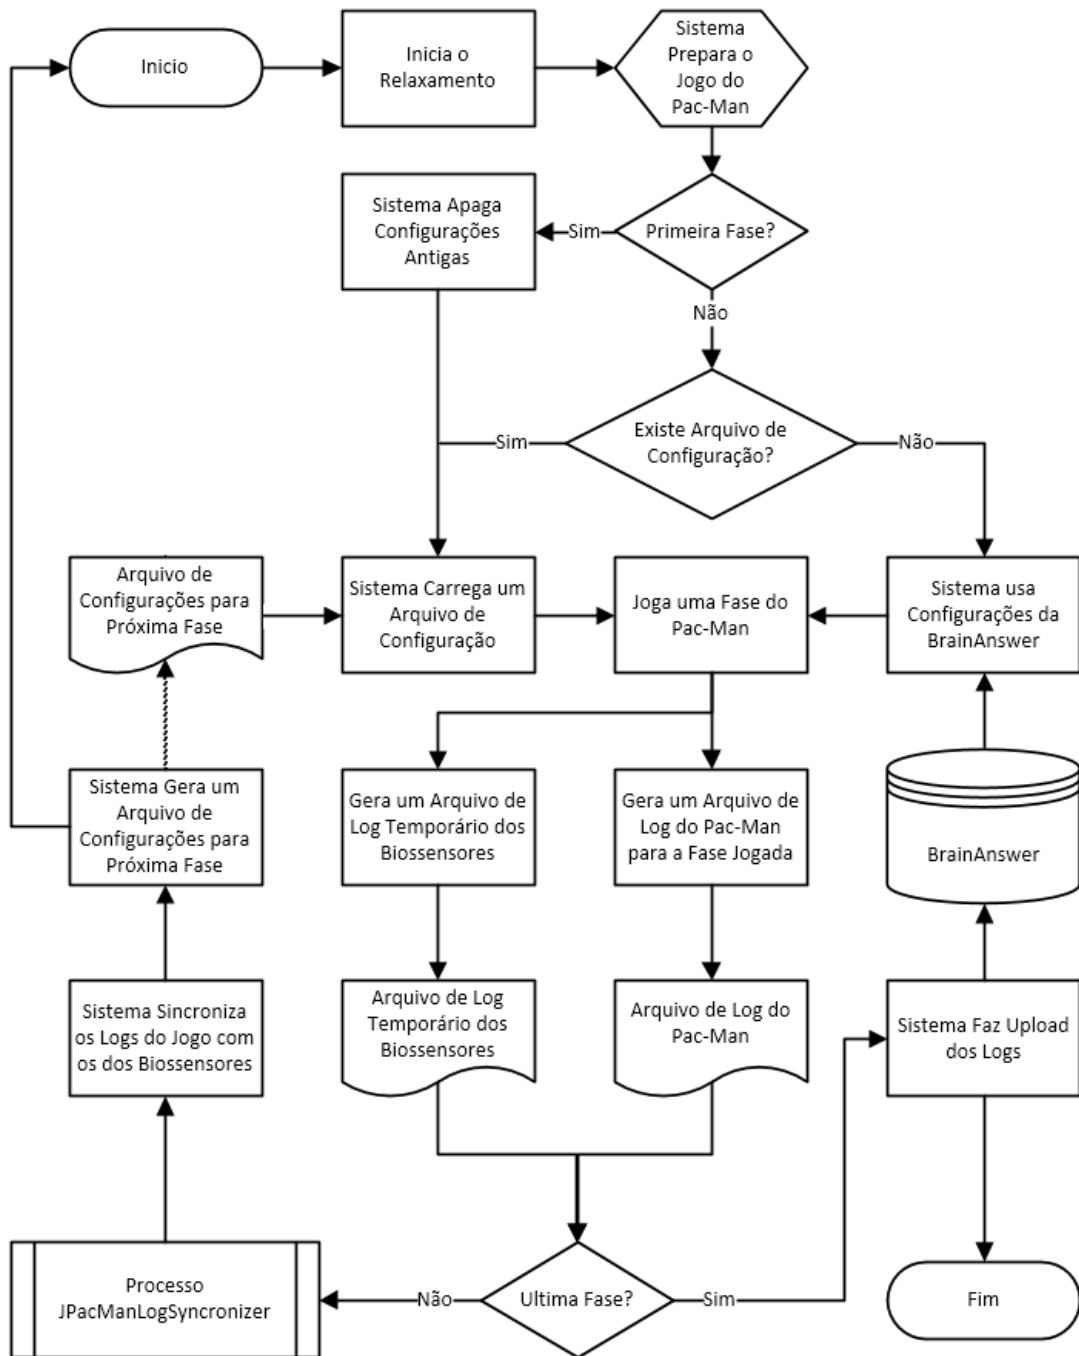 Inicio
Inicia o
Relaxamento
Sistema
Prepara o
Jogo do
Pac-Man
Sistema Apaga
Configurações
Antigas
Sim
Primeira Fase?
Não
Sim
Existe Arquivo de
Configuração?
Não
Arquivo de
Configurações para
Próxima Fase
Sistema Carrega um
Arquivo de
Configuração
Joga uma Fase do
Pac-Man
Sistema usa
Configurações da
BrainAnswer
Sistema Gera um
Arquivo de
Configurações para
Próxima Fase
Gera um Arquivo de
Log Temporário dos
Biossensores
Gera um Arquivo de
Log do Pac-Man
para a Fase Jogada
BrainAnswer
Sistema Sincroniza
os Logs do Jogo com
os dos Biossensores
Arquivo de Log
Temporário dos
Biossensores
Arquivo de Log do
Pac-Man
Sistema Faz Upload
dos Logs
Processo
JPacManLogSyncronizer
Não
Ultima Fase?
Sim
Fim